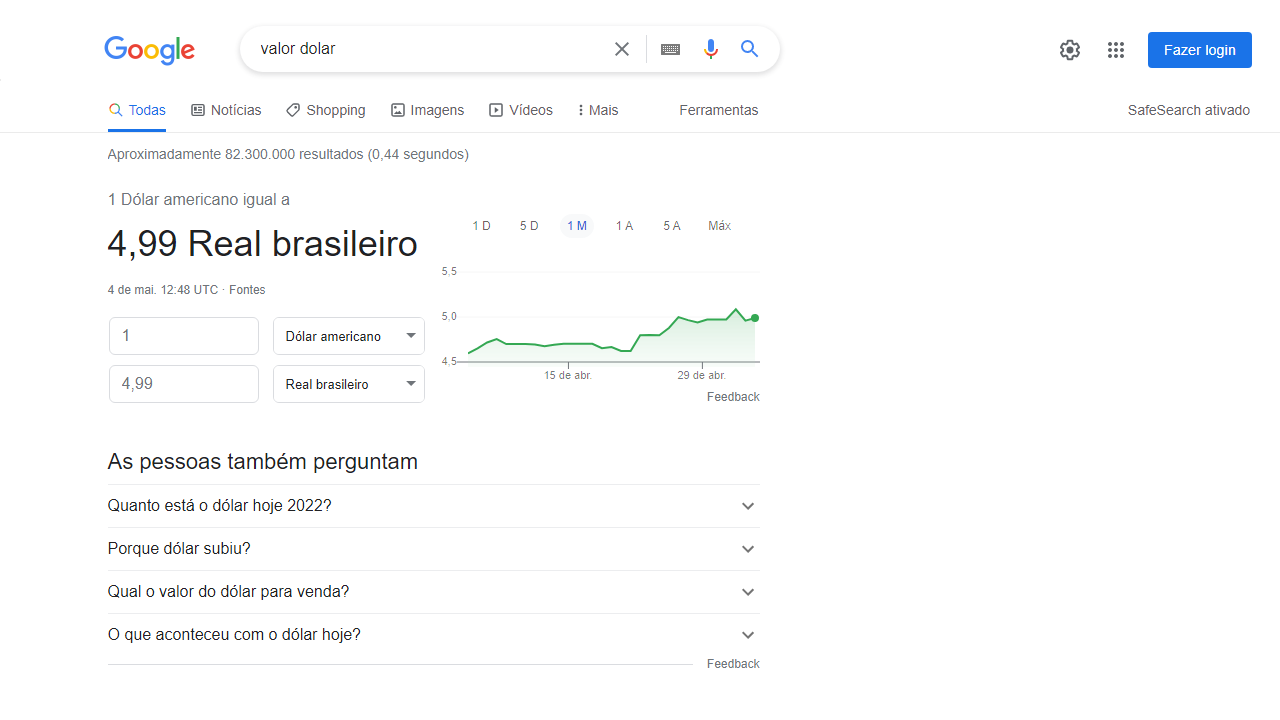 Google
valor dolar
Fazer login
Todas
Notícias
Shopping
Imagens
Vídeos
Mais
Ferramentas
SafeSearch ativado
Aproximadamente 82.300.000 resultados (0,44 segundos)
1 Dólar americano igual a
4,99 Real brasileiro
4 de mai. 12:48 UTC · Fontes
1
Dólar americano
4,99
Real brasileiro
1 D
5 D
1 M
1 A
5 A
Máx
5,5
5,0
4,5
15 de abr.
29 de abr.
Feedback
As pessoas também perguntam
Quanto está o dólar hoje 2022?
Porque dólar subiu?
Qual o valor do dólar para venda?
O que aconteceu com o dólar hoje?
Feedback